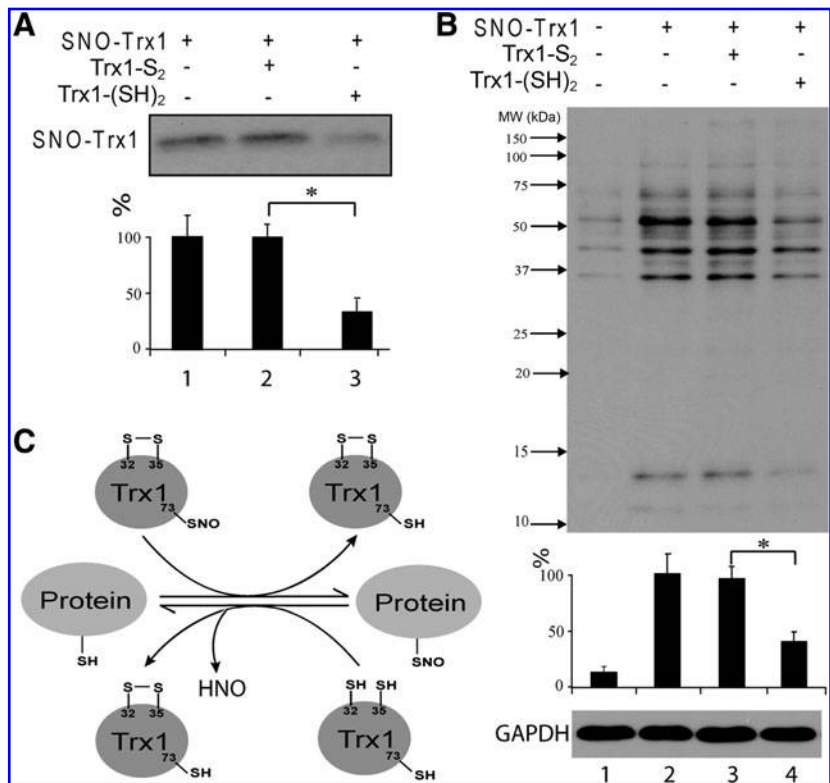 A
SNO-Trx1 + + +
Trx1-S2 - + -
Trx1-(SH)2 - - +
SNO-Trx1
%
*
100
50
0
1 2 3
B
SNO-Trx1 - + + +
Trx1-S2 - - + -
Trx1-(SH)2 - - - +
MW (kDa)
150
100
75
50
37
25
20
15
10
%
*
100
50
0
GAPDH
1 2 3 4
C
S S
32 35
Trx1
73
SNO
S S
32 35
Trx1
73
SH
Protein
SH
Protein
SNO
HNO
S S
32 35
Trx1
73
SH
SH SH
32 35
Trx1
73
SH